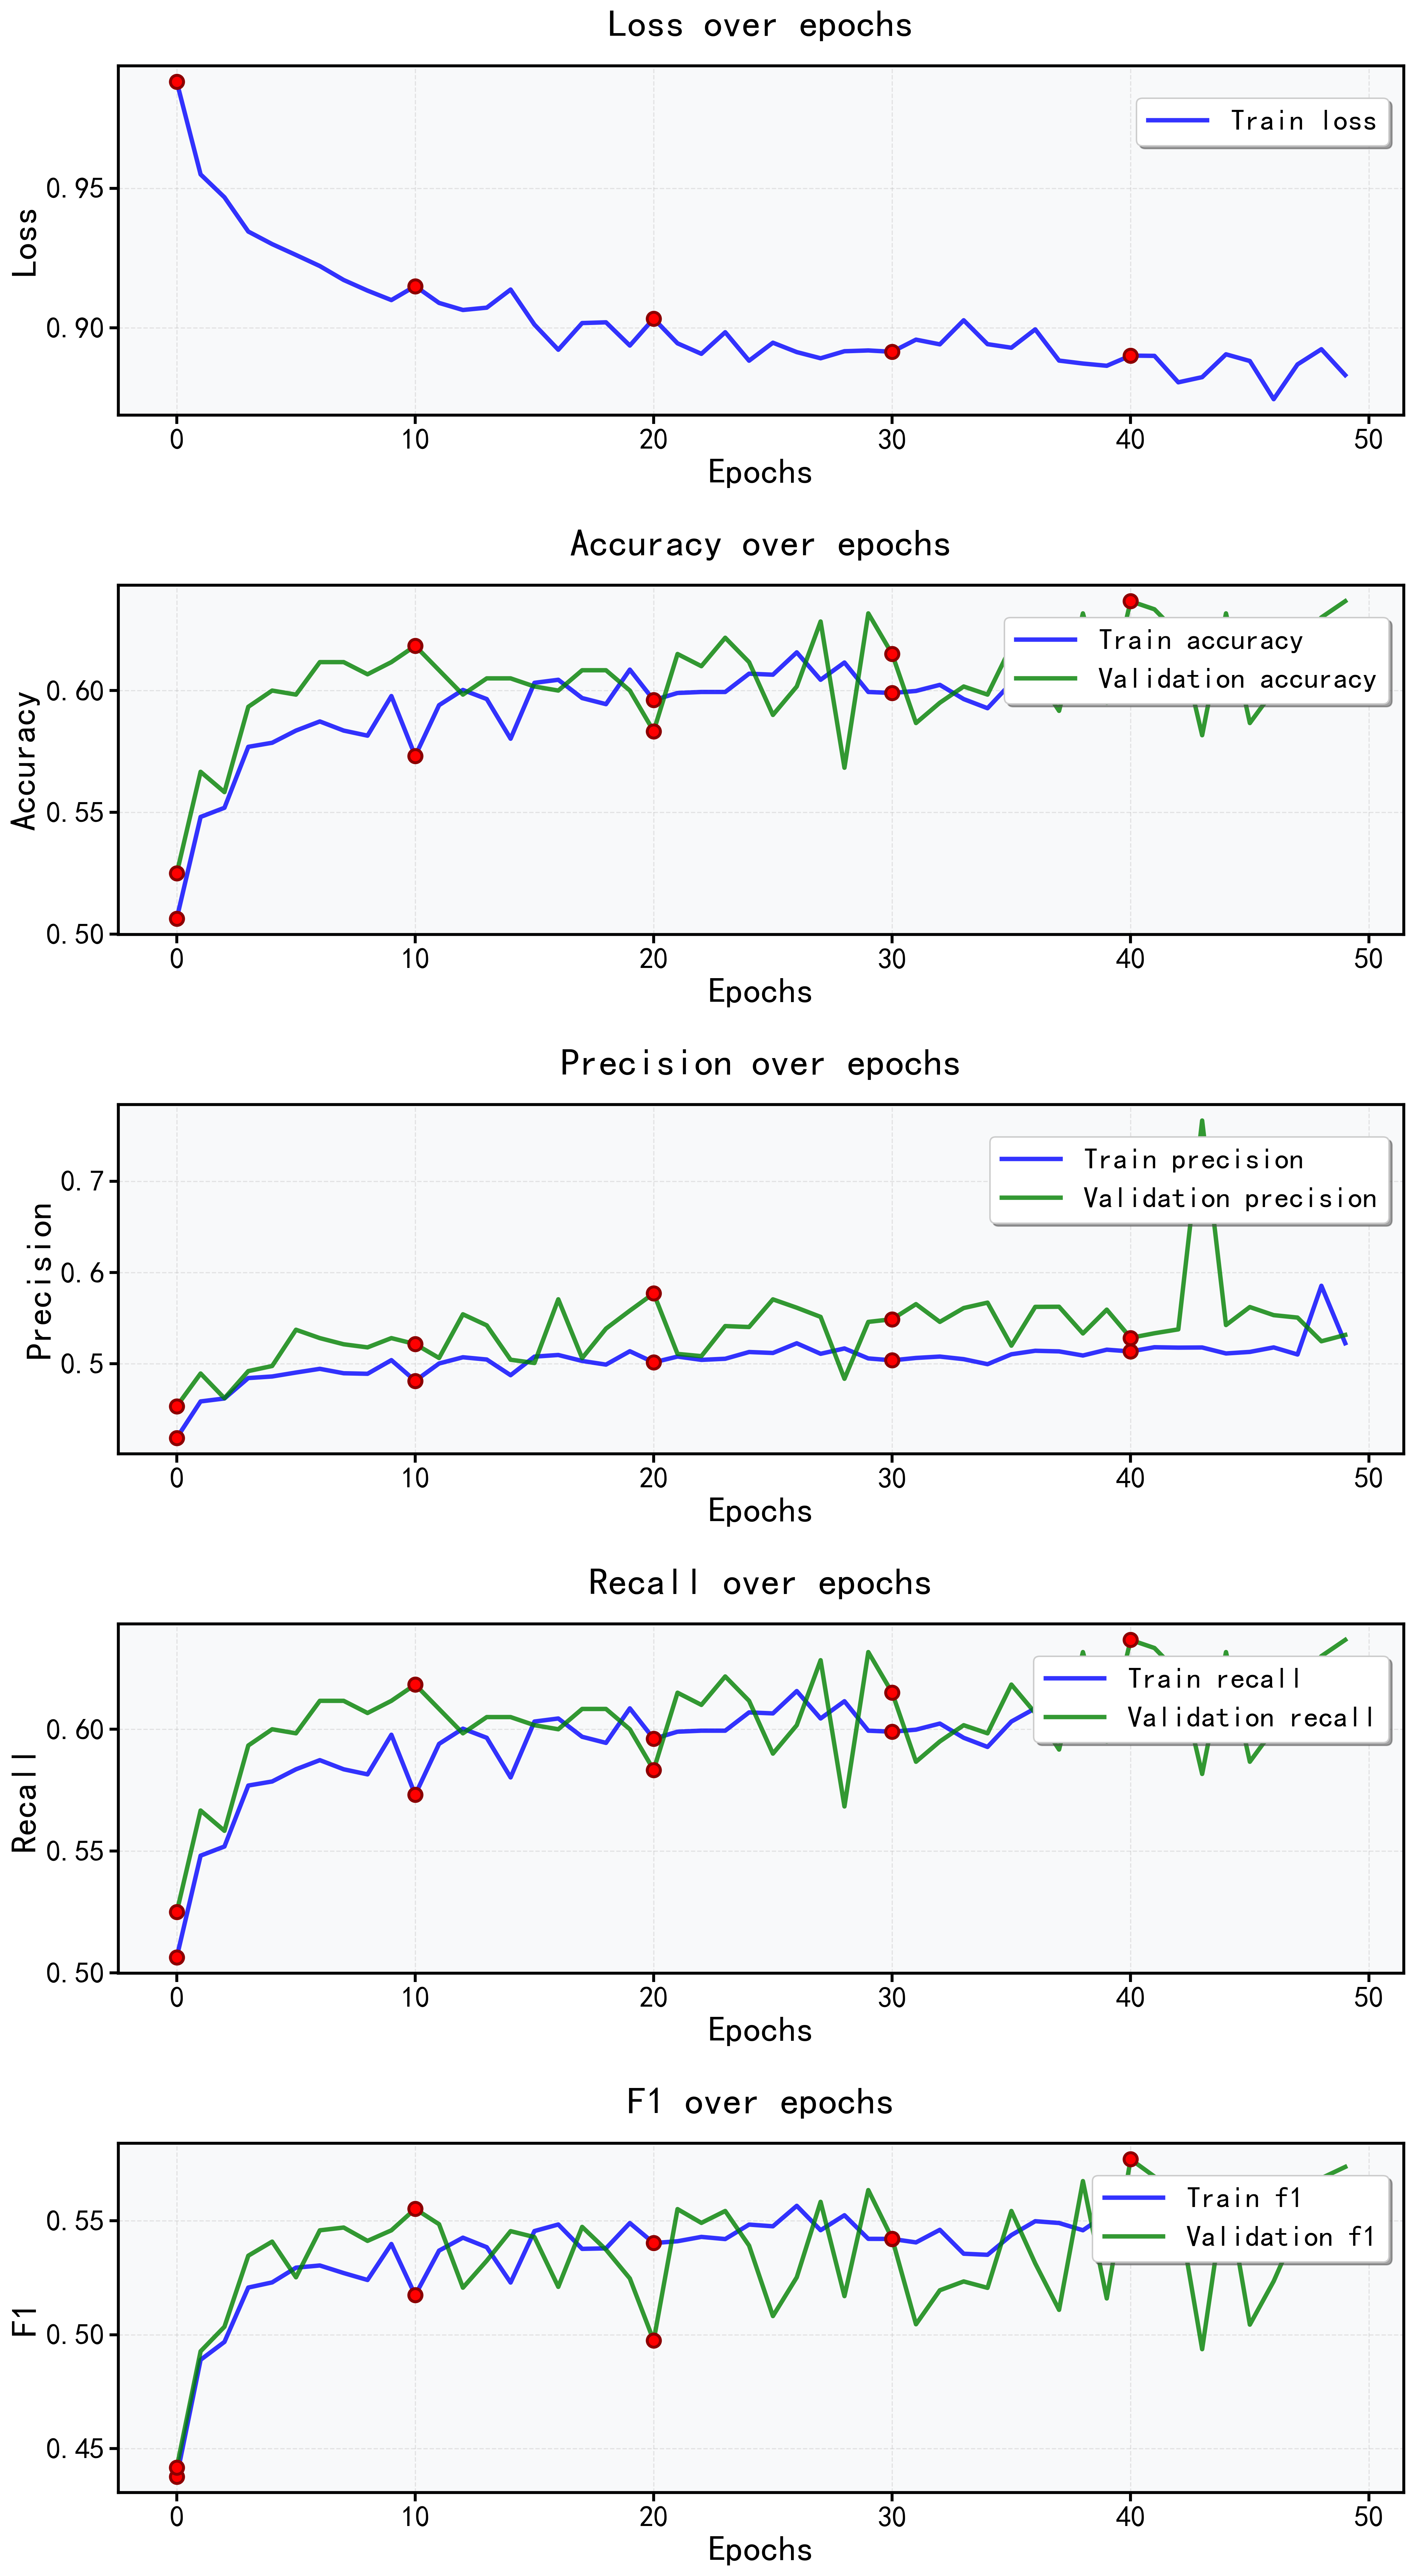 Loss over epochs
Train loss
Loss
0.95
0.90
0 10 20 30 40 50
Epochs
Accuracy over epochs
Train accuracy
Validation accuracy
Accuracy
0.60
0.55
0.50
0 10 20 30 40 50
Epochs
Precision over epochs
Train precision
Validation precision
Precision
0.7
0.6
0.5
0 10 20 30 40 50
Epochs
Recall over epochs
Train recall
Validation recall
Recall
0.60
0.55
0.50
0 10 20 30 40 50
Epochs
F1 over epochs
Train f1
Validation f1
F1
0.55
0.50
0.45
0 10 20 30 40 50
Epochs